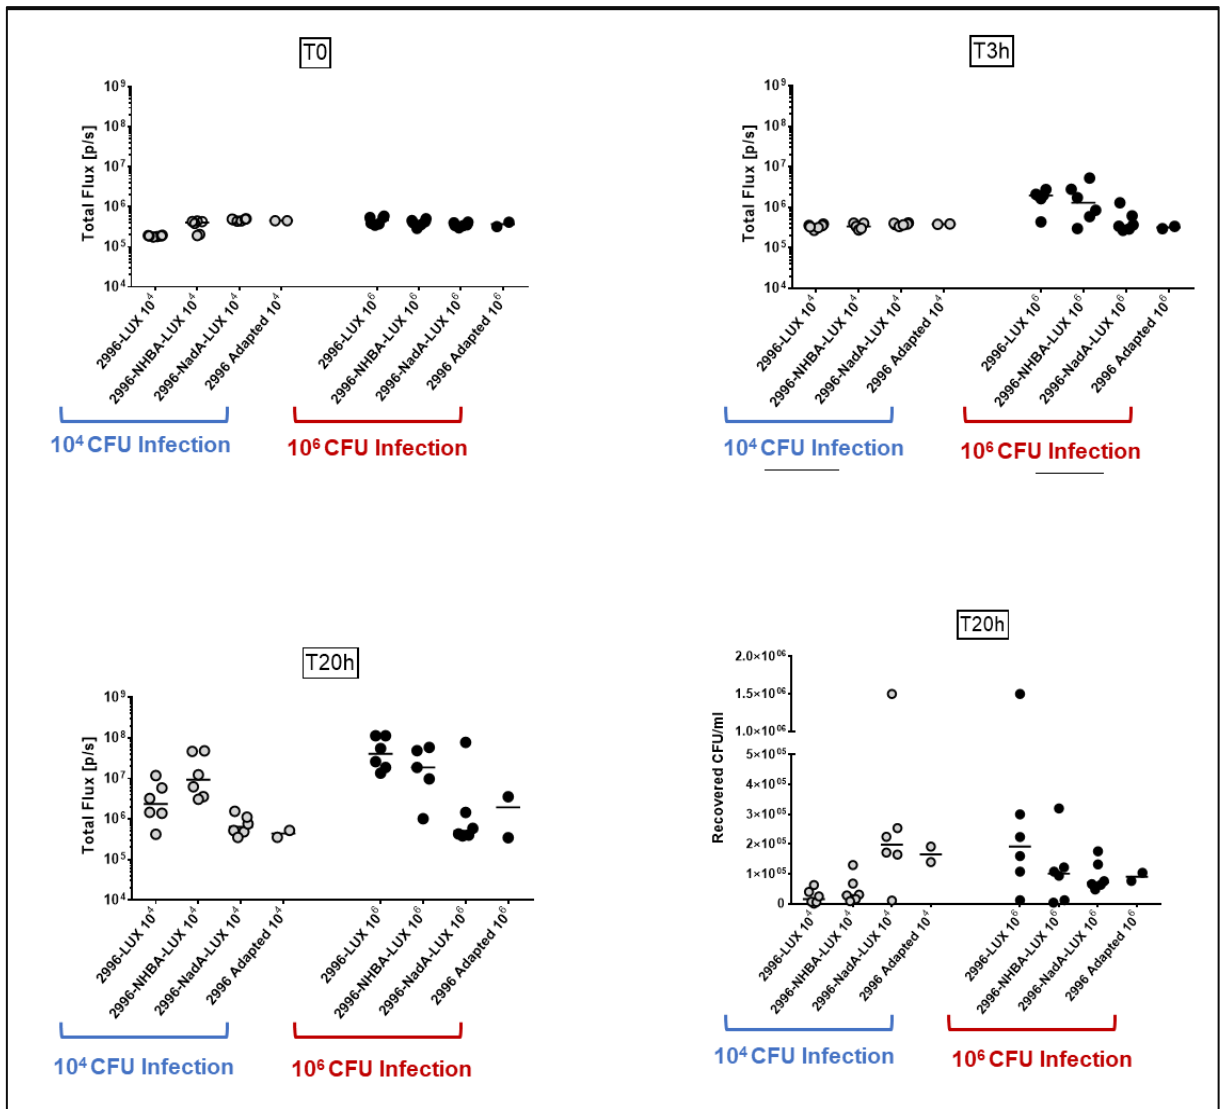 T0
10⁹
10⁸
10⁷
10⁶
10⁵
10⁴
Total Flux [p/s]
2996-LUX 10⁴
2996-NHBA-LUX 10⁴
2996-NadA-LUX 10⁴
2996 Adapted 10⁴
2996-LUX 10⁶
2996-NHBA-LUX 10⁶
2996-NadA-LUX 10⁶
2996 Adapted 10⁶
10⁴ CFU Infection
10⁶ CFU Infection
T3h
10⁹
10⁸
10⁷
10⁶
10⁵
10⁴
Total Flux [p/s]
2996-LUX 10⁴
2996-NHBA-LUX 10⁴
2996-NadA-LUX 10⁴
2996 Adapted 10⁴
2996-LUX 10⁶
2996-NHBA-LUX 10⁶
2996-NadA-LUX 10⁶
2996 Adapted 10⁶
10⁴ CFU Infection
10⁶ CFU Infection
T20h
10⁹
10⁸
10⁷
10⁶
10⁵
10⁴
Total Flux [p/s]
2996-LUX 10⁴
2996-NHBA-LUX 10⁴
2996-NadA-LUX 10⁴
2996 Adapted 10⁴
2996-LUX 10⁶
2996-NHBA-LUX 10⁶
2996-NadA-LUX 10⁶
2996 Adapted 10⁶
10⁴ CFU Infection
10⁶ CFU Infection
T20h
2.0×10⁰⁶
1.5×10⁰⁶
1.0×10⁰⁶
5×10⁰⁵
4×10⁰⁵
3×10⁰⁵
2×10⁰⁵
1×10⁰⁵
0
Recovered CFU/ml
2996-LUX 10⁴
2996-NHBA-LUX 10⁴
2996-NadA-LUX 10⁴
2996 Adapted 10⁴
2996-LUX 10⁶
2996-NHBA-LUX 10⁶
2996-NadA-LUX 10⁶
2996 Adapted 10⁶
10⁴ CFU Infection
10⁶ CFU Infection